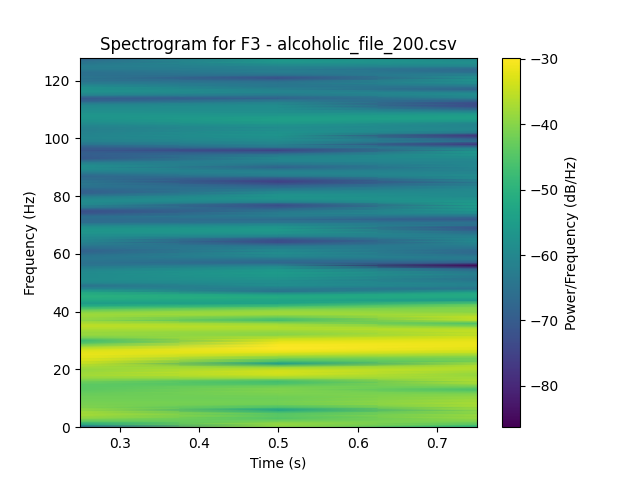 Spectrogram for F3 - alcoholic_file_200.csv
120
100
80
60
40
20
0
Frequency (Hz)
0.3 0.4 0.5 0.6 0.7
Time (s)
−30
−40
−50
−60
−70
−80
Power/Frequency (dB/Hz)